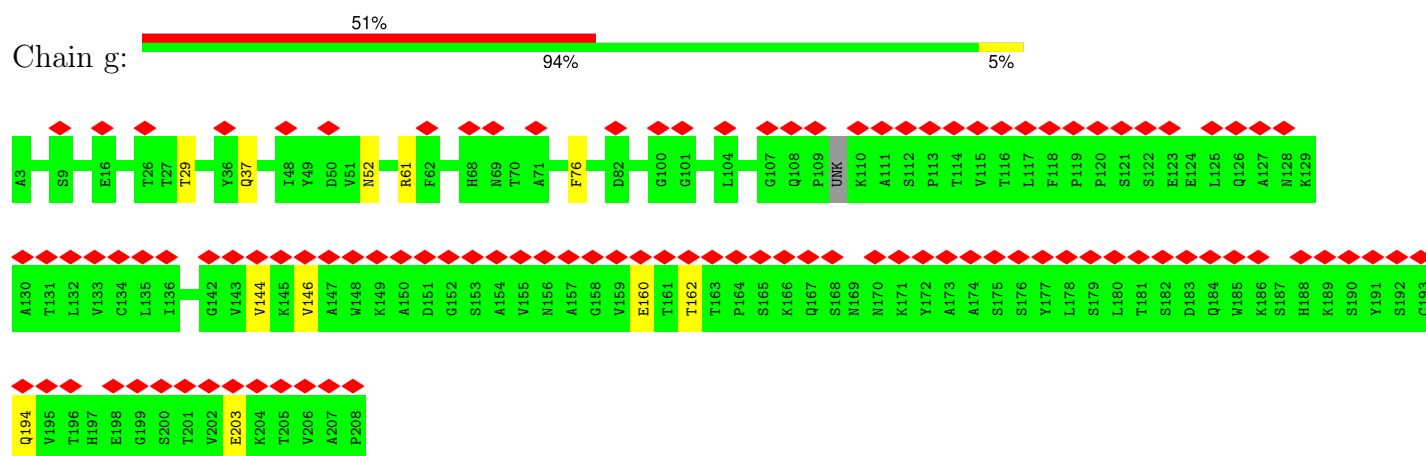 51%
Chain g:
94% 5%
A3 S9 E16 T26 T27 T29 Y36 Q37 I48 Y49 D50 V51 N52 R61 F62 H68 N69 T70 A71 F76 D82 G100 G101 L104 G107 Q108 P109 UNK K110 A111 S112 P113 T114 V115 T116 L117 F118 P119 P120 S121 S122 E123 E124 L125 Q126 A127 N128 K129
A130 T131 L132 V133 C134 L135 I136 G142 V143 V144 K145 V146 A147 W148 K149 A150 D151 G152 S153 A154 V155 N156 A157 G158 V159 E160 T161 T162 T163 P164 S165 K166 Q167 S168 N169 N170 K171 Y172 A173 A174 S175 S176 Y177 L178 S179 L180 T181 S182 D183 Q184 W185 K186 S187 H188 K189 S190 Y191 S192 C193
Q194 V195 T196 H197 E198 G199 S200 T201 V202 E203 K204 T205 V206 A207 P208